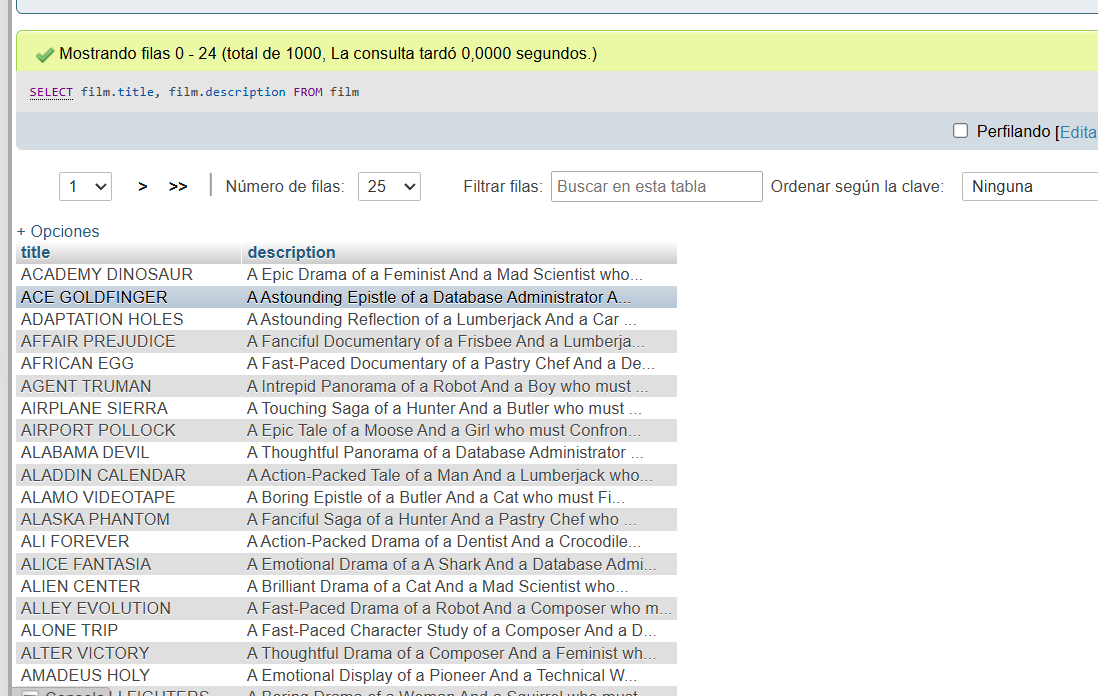 Mostrando filas 0 - 24 (total de 1000, La consulta tardó 0,0000 segundos.)
SELECT film.title, film.description FROM film
Perfilando [Edita
1 > >> Número de filas: 25 Filtrar filas: Buscar en esta tabla Ordenar según la clave: Ninguna
+ Opciones
title description
ACADEMY DINOSAUR A Epic Drama of a Feminist And a Mad Scientist who...
ACE GOLDFINGER A Astounding Epistle of a Database Administrator A...
ADAPTATION HOLES A Astounding Reflection of a Lumberjack And a Car ...
AFFAIR PREJUDICE A Fanciful Documentary of a Frisbee And a Lumberja...
AFRICAN EGG A Fast-Paced Documentary of a Pastry Chef And a De...
AGENT TRUMAN A Intrepid Panorama of a Robot And a Boy who must ...
AIRPLANE SIERRA A Touching Saga of a Hunter And a Butler who must ...
AIRPORT POLLOCK A Epic Tale of a Moose And a Girl who must Confron...
ALABAMA DEVIL A Thoughtful Panorama of a Database Administrator ...
ALADDIN CALENDAR A Action-Packed Tale of a Man And a Lumberjack who...
ALAMO VIDEOTAPE A Boring Epistle of a Butler And a Cat who must Fi...
ALASKA PHANTOM A Fanciful Saga of a Hunter And a Pastry Chef who ...
ALI FOREVER A Action-Packed Drama of a Dentist And a Crocodile...
ALICE FANTASIA A Emotional Drama of a A Shark And a Database Admi...
ALIEN CENTER A Brilliant Drama of a Cat And a Mad Scientist who...
ALLEY EVOLUTION A Fast-Paced Drama of a Robot And a Composer who m...
ALONE TRIP A Fast-Paced Character Study of a Composer And a D...
ALTER VICTORY A Thoughtful Drama of a Composer And a Feminist wh...
AMADEUS HOLY A Emotional Display of a Pioneer And a Technical W...
A Boring Drama of a Woman And a Squirrel who must